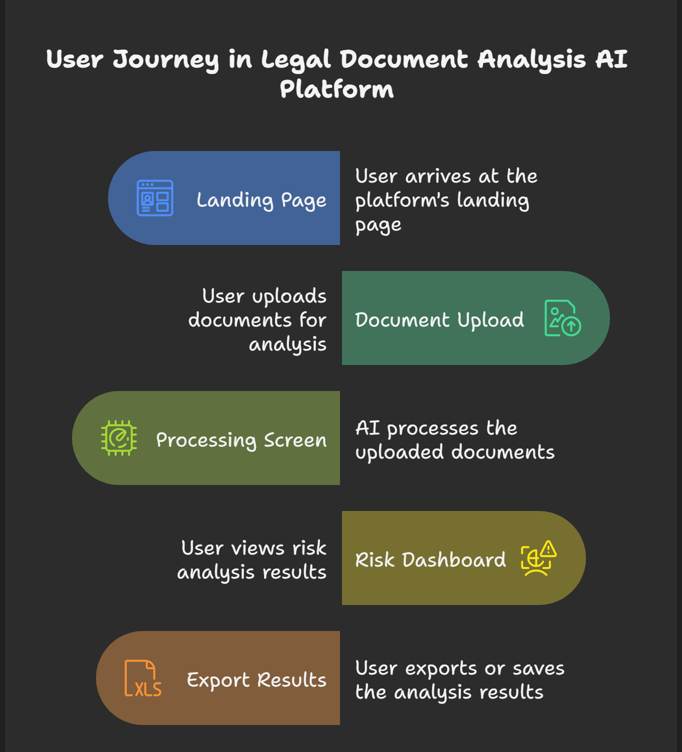 User Journey in Legal Document Analysis AI
Platform
Landing Page
User arrives at the
platform's landing
page
User uploads
documents for
analysis
Document Upload
Processing Screen
AI processes the
uploaded documents
User views risk
analysis results
Risk Dashboard
XLS
Export Results
User exports or saves
the analysis results